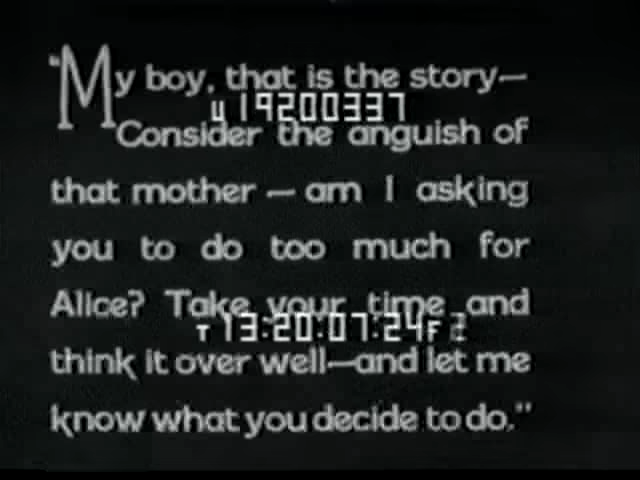 "My boy, that is the story—
u 19200337
Consider the anguish of
that mother — am I asking
you to do too much for
Alice? Take your time and
T 13:20:07:24F2
think it over well—and let me
know what you decide to do."